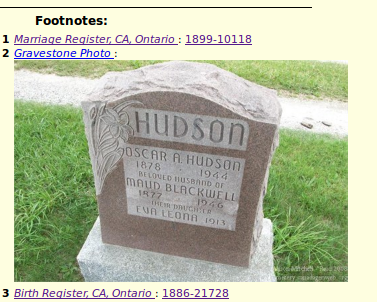 Footnotes:
1 Marriage Register, CA, Ontario : 1899-10118
2 Gravestone Photo :
HUDSON
OSCAR A. HUDSON
1878 - 1944
BELOVED HUSBAND OF
MAUD BLACKWELL
1877 - 1946
THEIR DAUGHTER
EVA LEONA 1913
3 Birth Register, CA, Ontario : 1886-21728